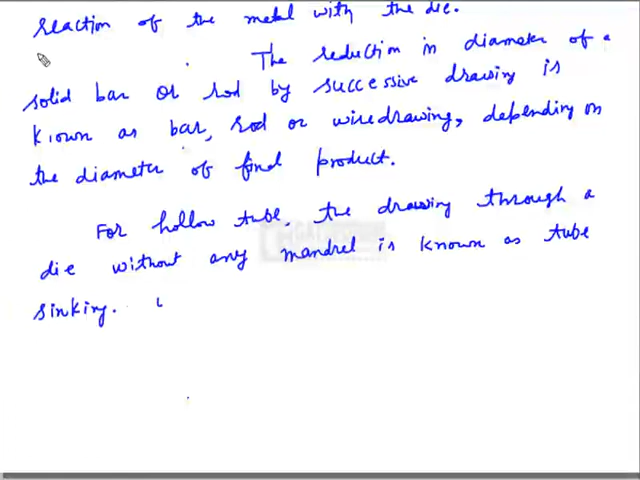 reaction of the metal with the die.
The reduction in diameter of a
solid bar or rod by successive drawing is
known as bar, rod or wiredrawing, depending on
the diameter of final product.
For hollow tube, the drawing through a
die without any mandrel is known as tube
sinking.